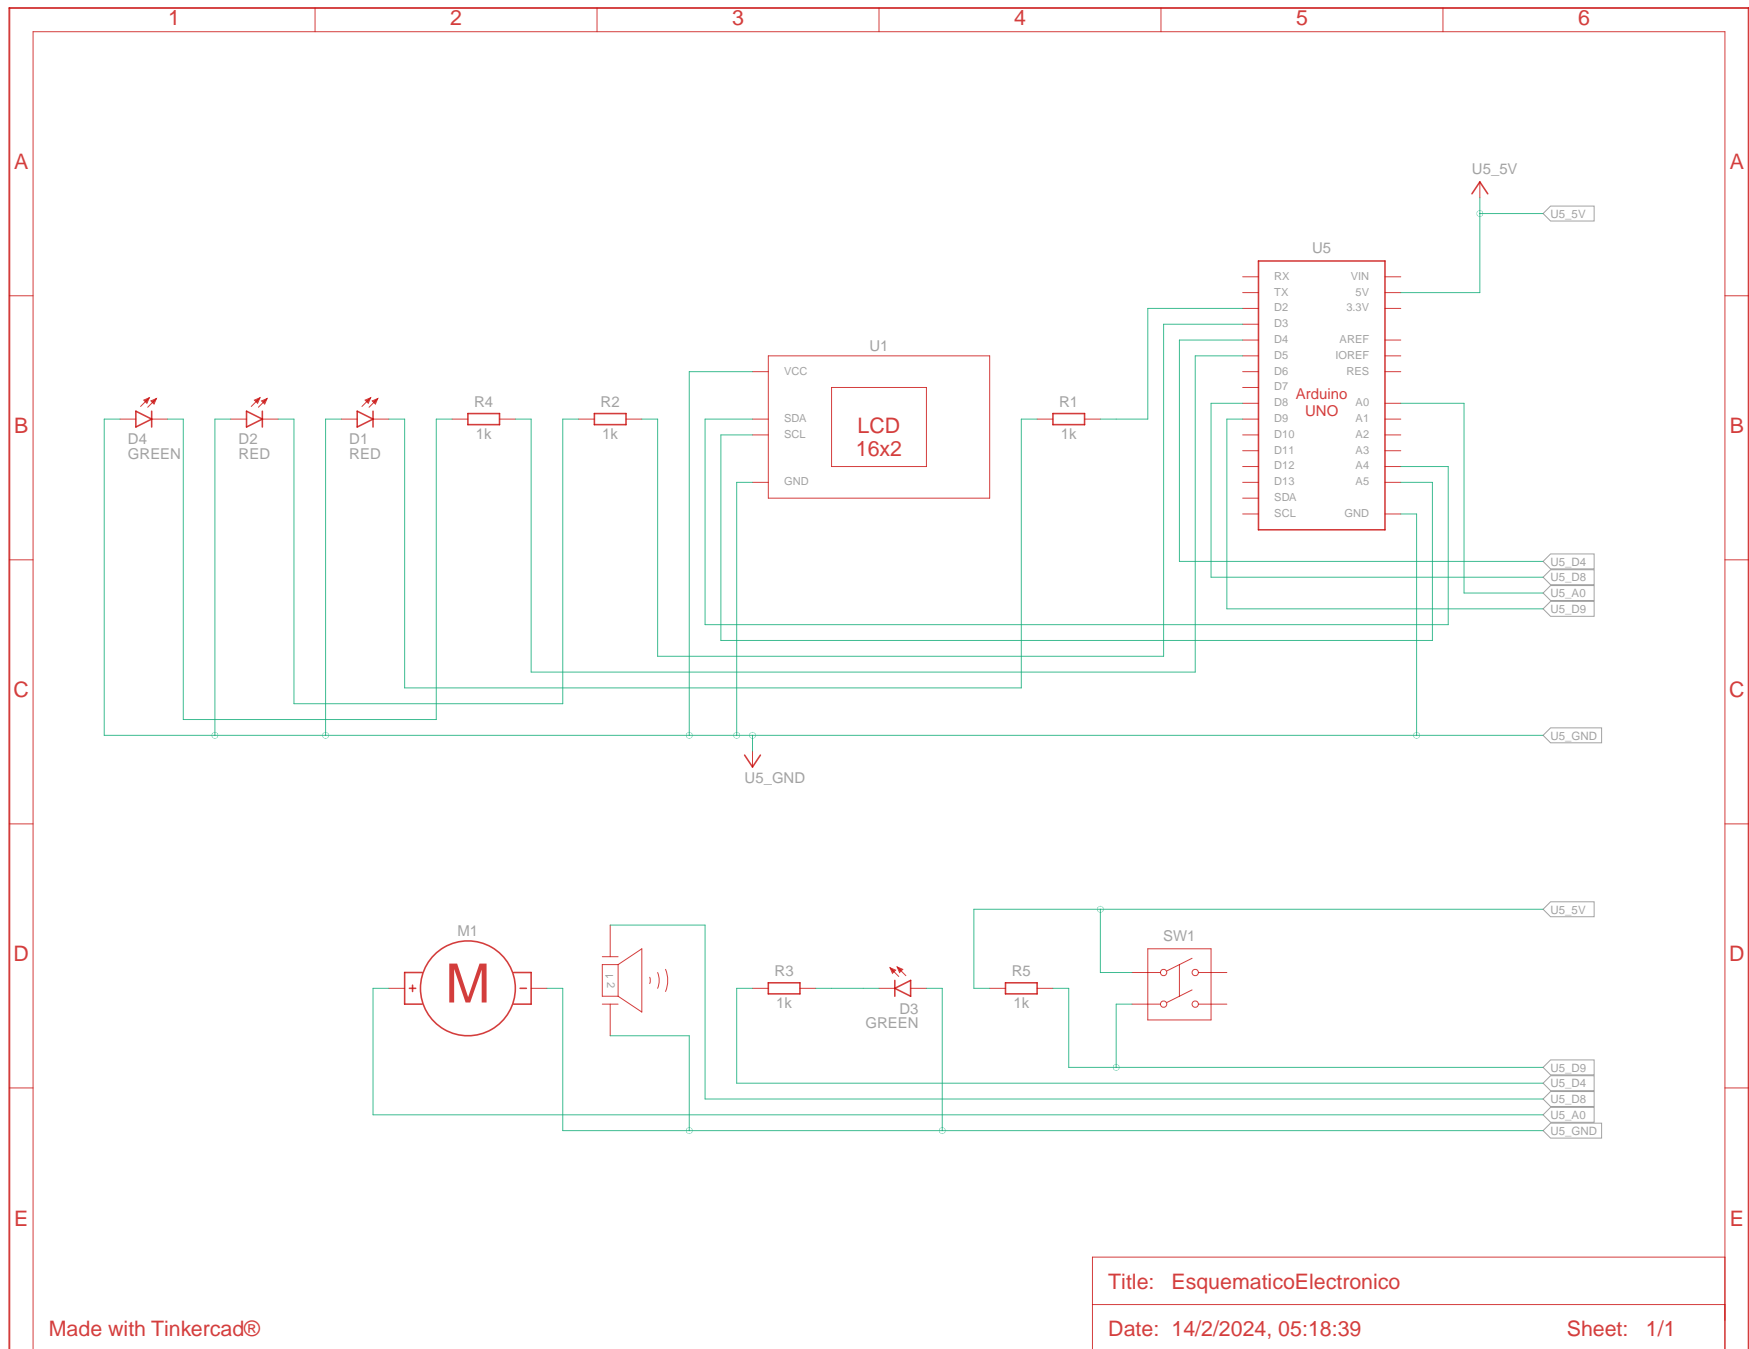 1 2 3 4 5 6
A A
U5_5V
U5_5V
U5
RX VIN
TX 5V
D2 3.3V
D3
D4 AREF
D5 IOREF
D6 RES
D7
Arduino
UNO
D8 A0
D9 A1
D10 A2
D11 A3
D12 A4
D13 A5
SDA
SCL GND
U1
VCC
SDA
SCL
GND
LCD
16x2
B B
D4
GREEN
D2
RED
D1
RED
R4
1k
R2
1k
R1
1k
U5_D4
U5_D8
U5_A0
U5_D9
C C
U5_GND
U5_GND
D D
M1
M
+ -
1 2
R3
1k
D3
GREEN
R5
1k
SW1
U5_5V
U5_D9
U5_D4
U5_D8
U5_A0
U5_GND
E E
Title: EsquematicoElectronico
Made with Tinkercad®
Date: 14/2/2024, 05:18:39 Sheet: 1/1